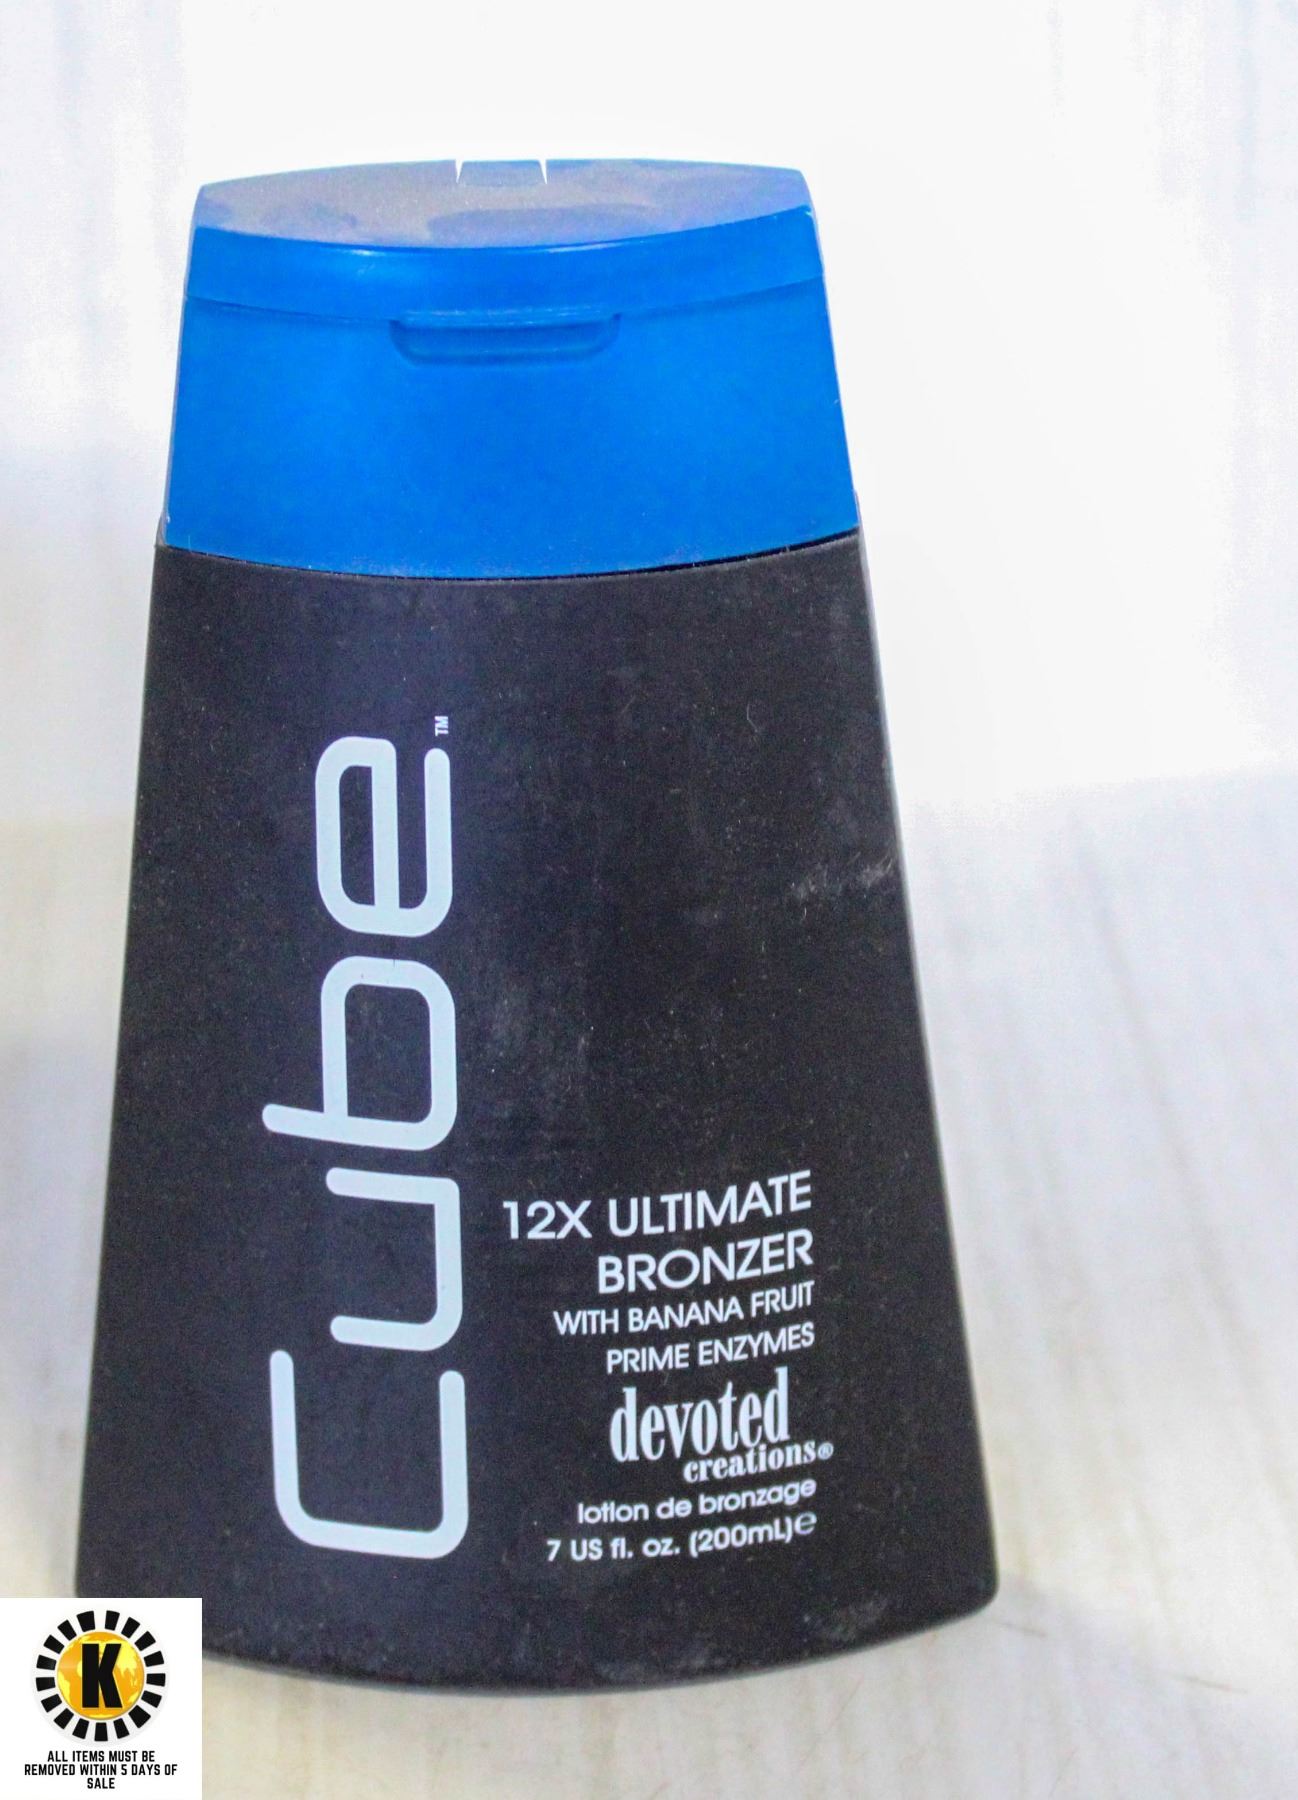 Cube™
12X ULTIMATE
BRONZER
WITH BANANA FRUIT
PRIME ENZYMES
devoted
creations®
lotion de bronzage
7 US fl. oz. (200mL)℮
K
ALL ITEMS MUST BE
REMOVED WITHIN 5 DAYS OF
SALE